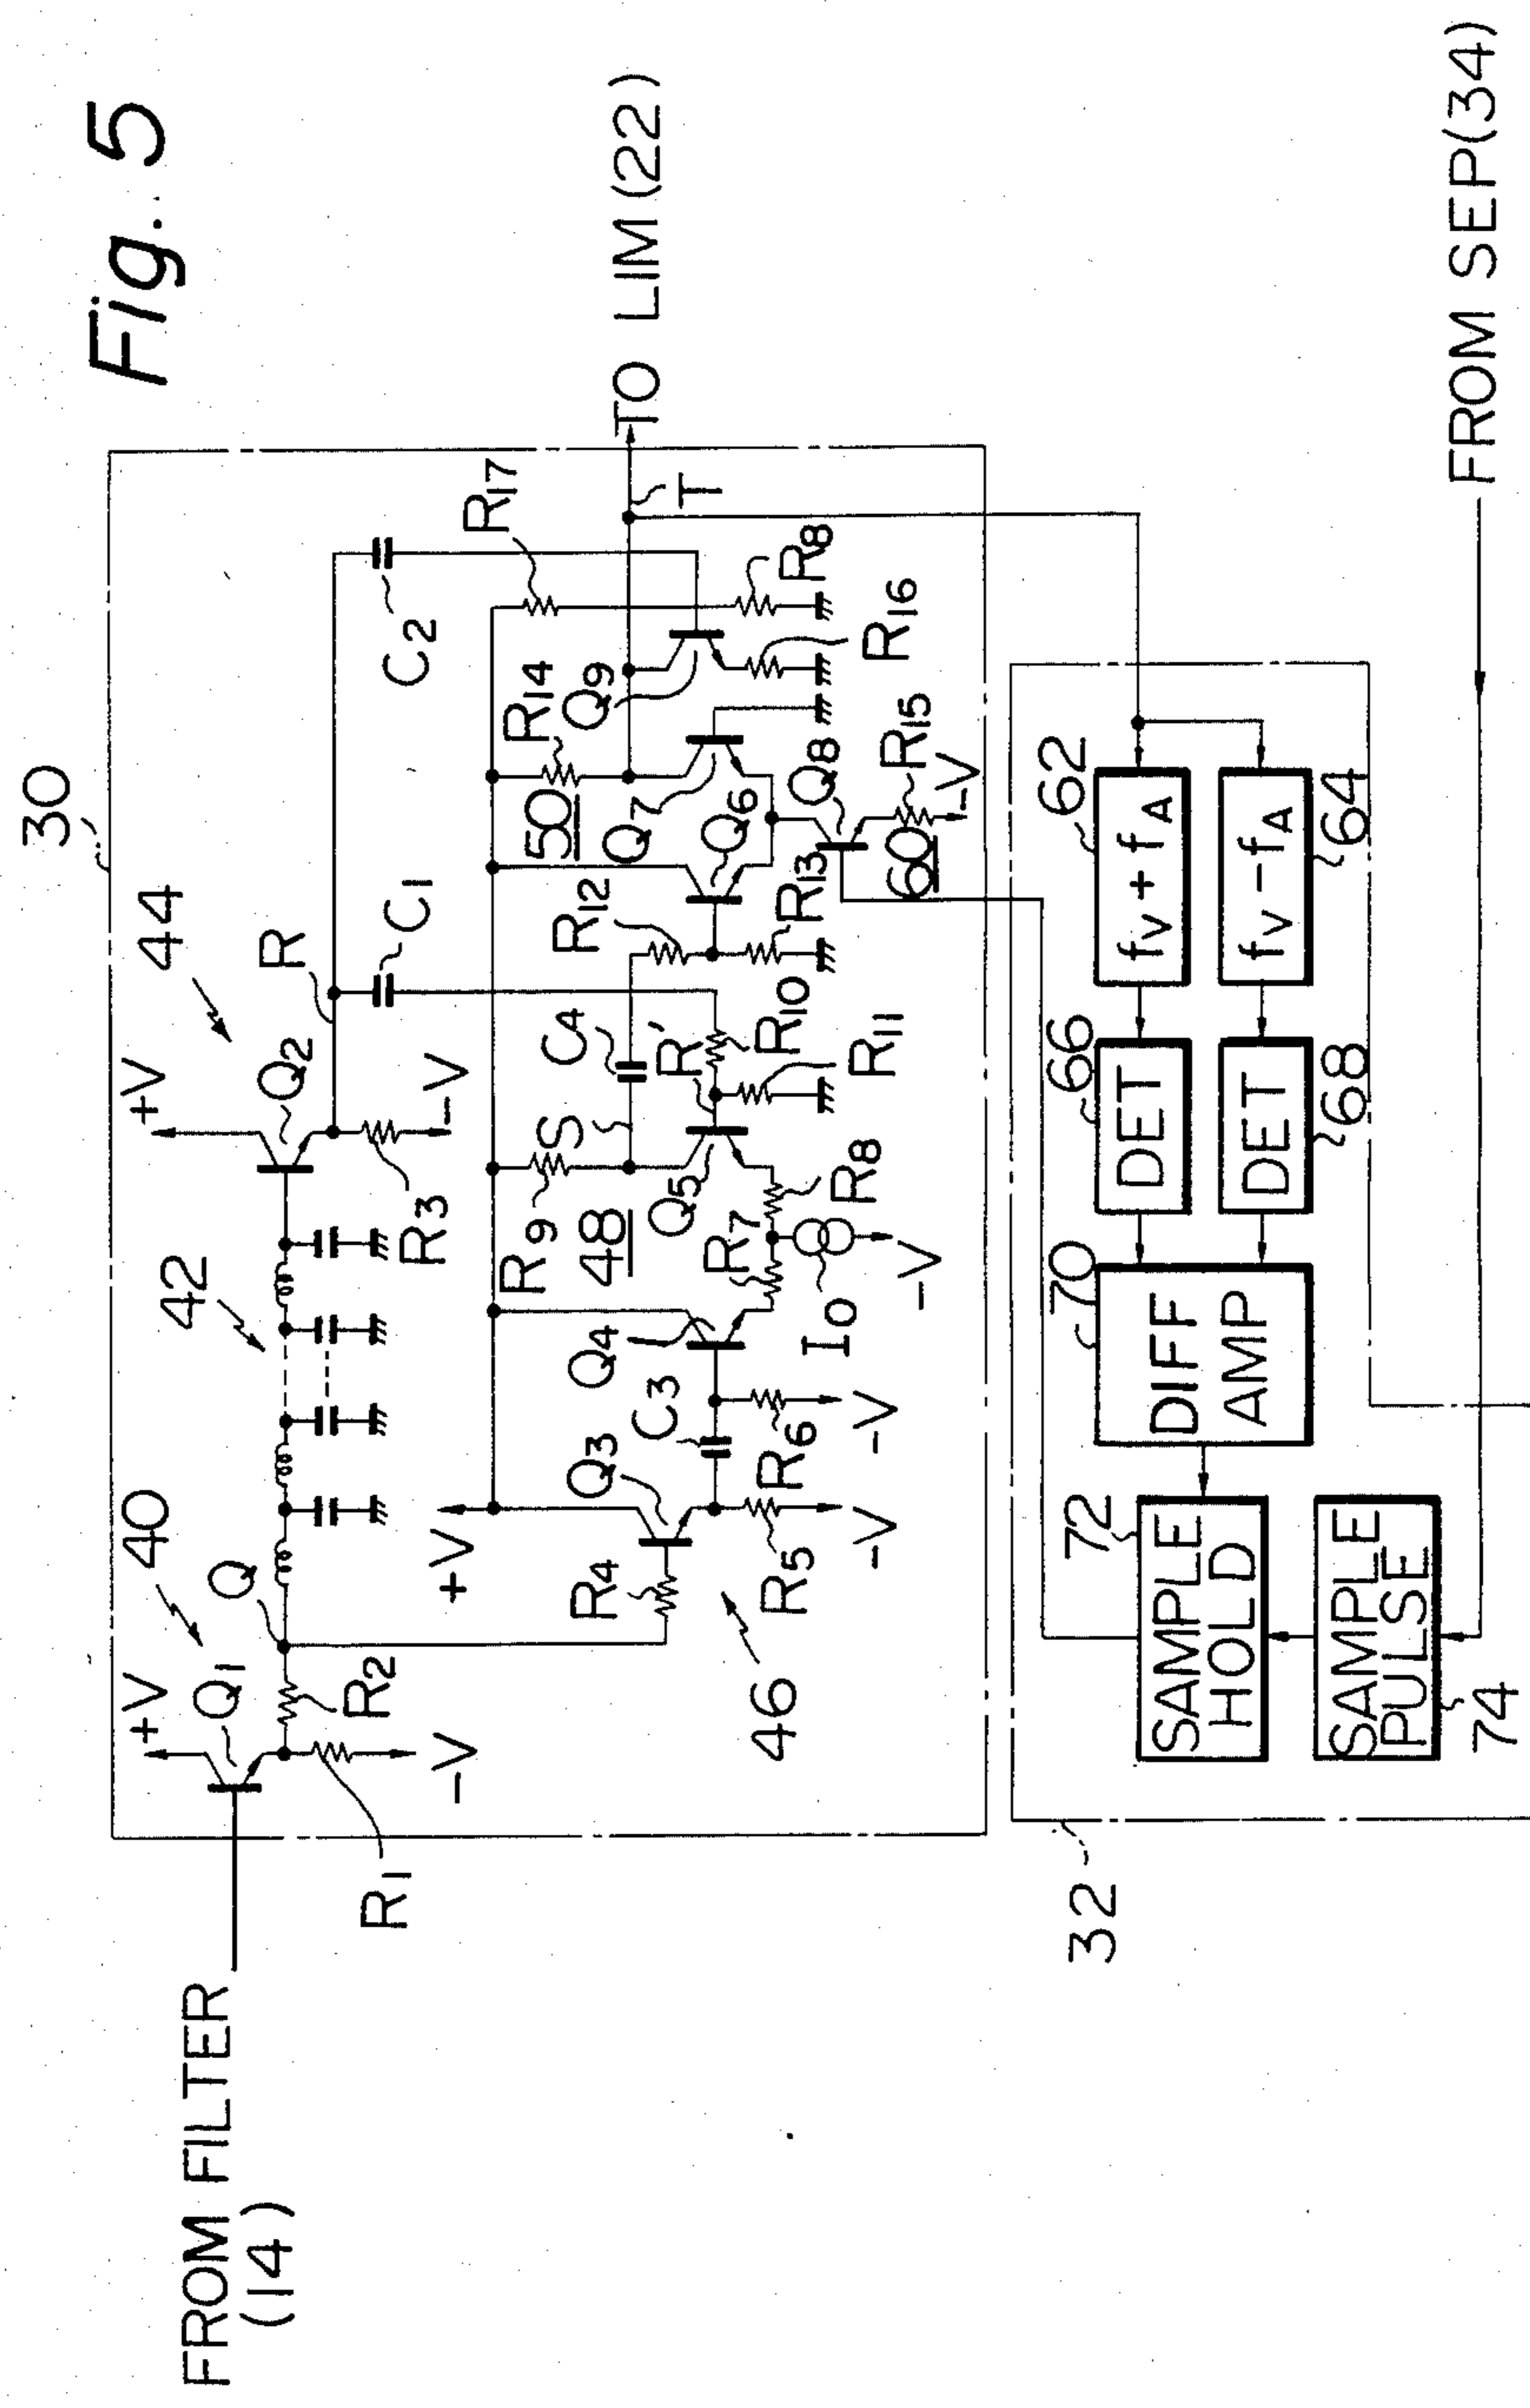 Fig. 5
30
44
42
40
+V
Q1
Q
R2
R1
-V
+V
Q2
R
R3
-V
C1
C2
R17
TO LIM (22)
T
FROM FILTER
(14)
46
+V
R4
Q3
R5
-V
C3
R6
-V
Q4
R7
I0
-V
R8
R9
48
Q5
S
C4
R'
R10
R11
R12
R13
50
R14
Q7
Q6
Q8
60
R15
-V
Q9
R16
R8
32
62
fV + fA
64
fV - fA
66
DET
68
DET
70
DIFF
AMP
72
SAMPLE
HOLD
74
SAMPLE
PULSE
FROM SEP(34)